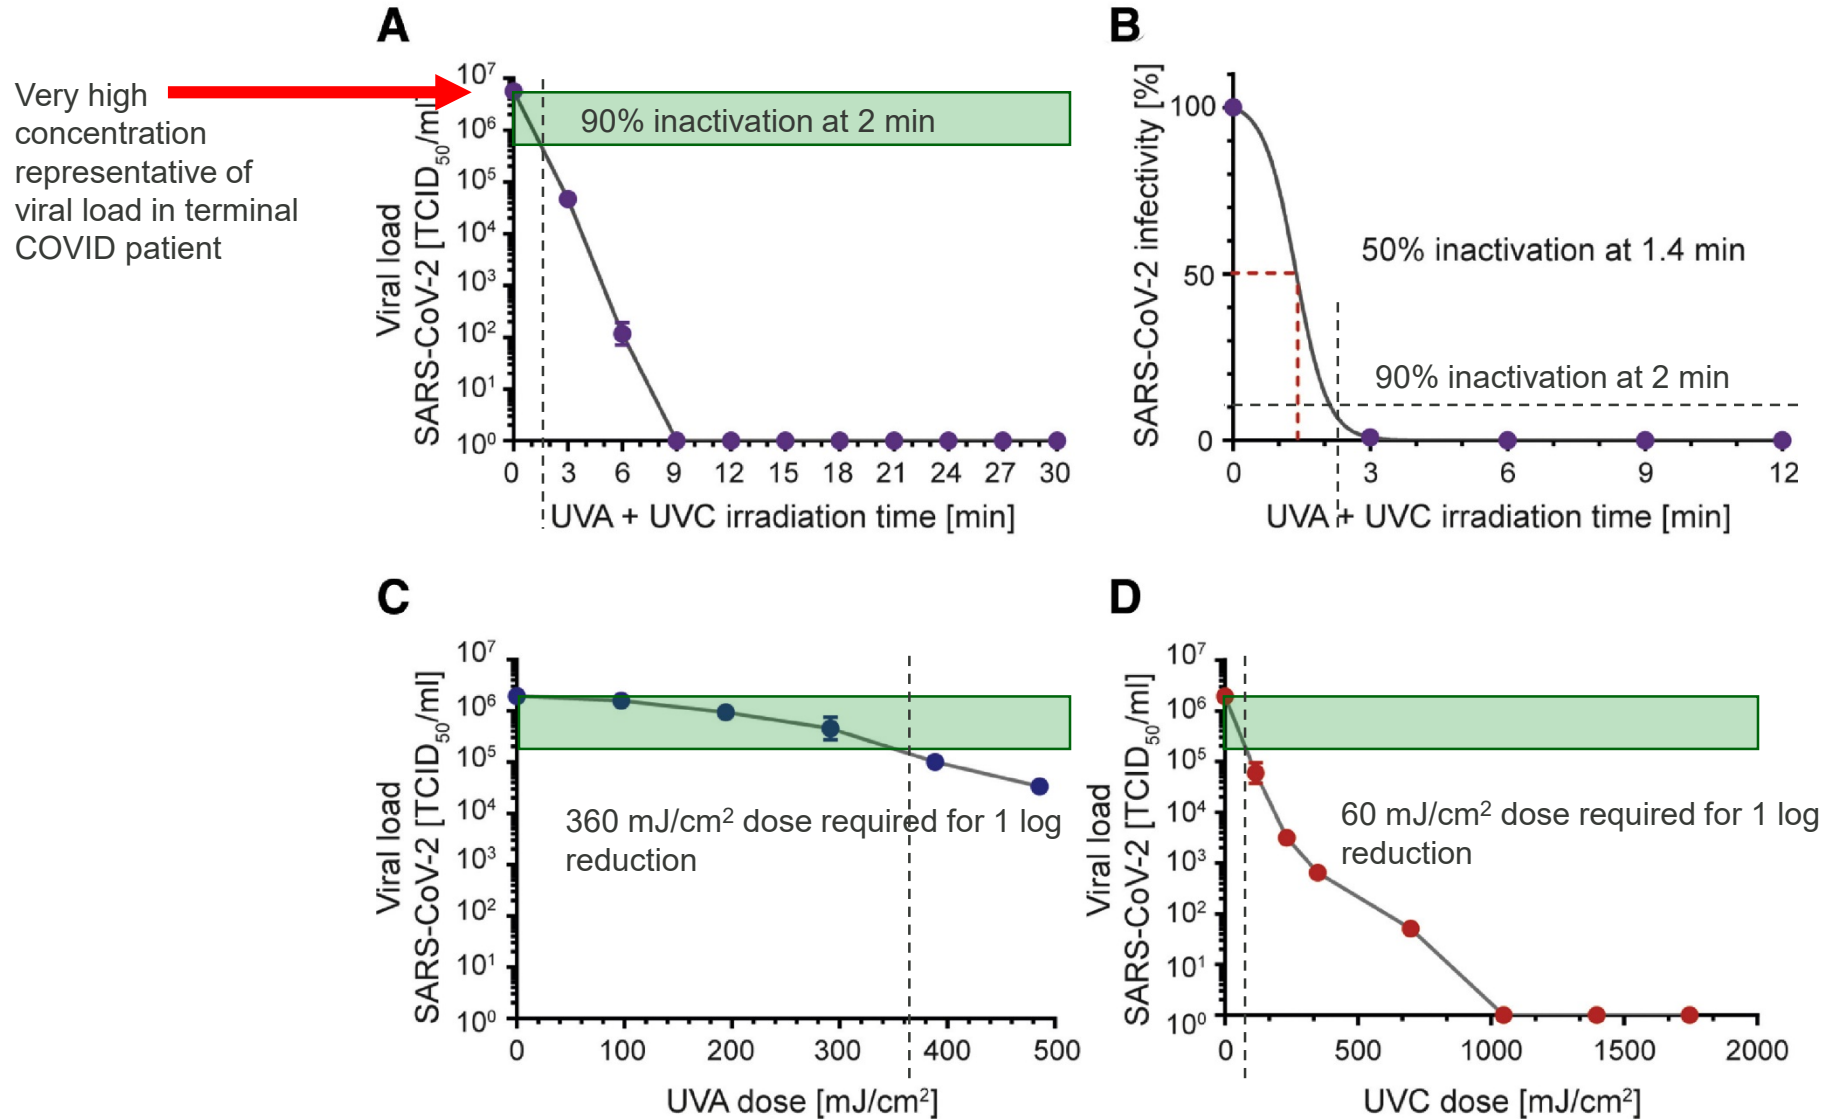 A
Very high
concentration
representative of
viral load in terminal
COVID patient
Viral load
SARS-CoV-2 [TCID50/ml]
10⁷
10⁶
10⁵
10⁴
10³
10²
10¹
10⁰
90% inactivation at 2 min
0 3 6 9 12 15 18 21 24 27 30
UVA + UVC irradiation time [min]
B
SARS-CoV-2 infectivity [%]
100
50
0
50% inactivation at 1.4 min
90% inactivation at 2 min
0 3 6 9 12
UVA + UVC irradiation time [min]
C
Viral load
SARS-CoV-2 [TCID50/ml]
10⁷
10⁶
10⁵
10⁴
10³
10²
10¹
10⁰
360 mJ/cm² dose required for 1 log
reduction
0 100 200 300 400 500
UVA dose [mJ/cm²]
D
Viral load
SARS-CoV-2 [TCID50/ml]
10⁷
10⁶
10⁵
10⁴
10³
10²
10¹
10⁰
60 mJ/cm² dose required for 1 log
reduction
0 500 1000 1500 2000
UVC dose [mJ/cm²]